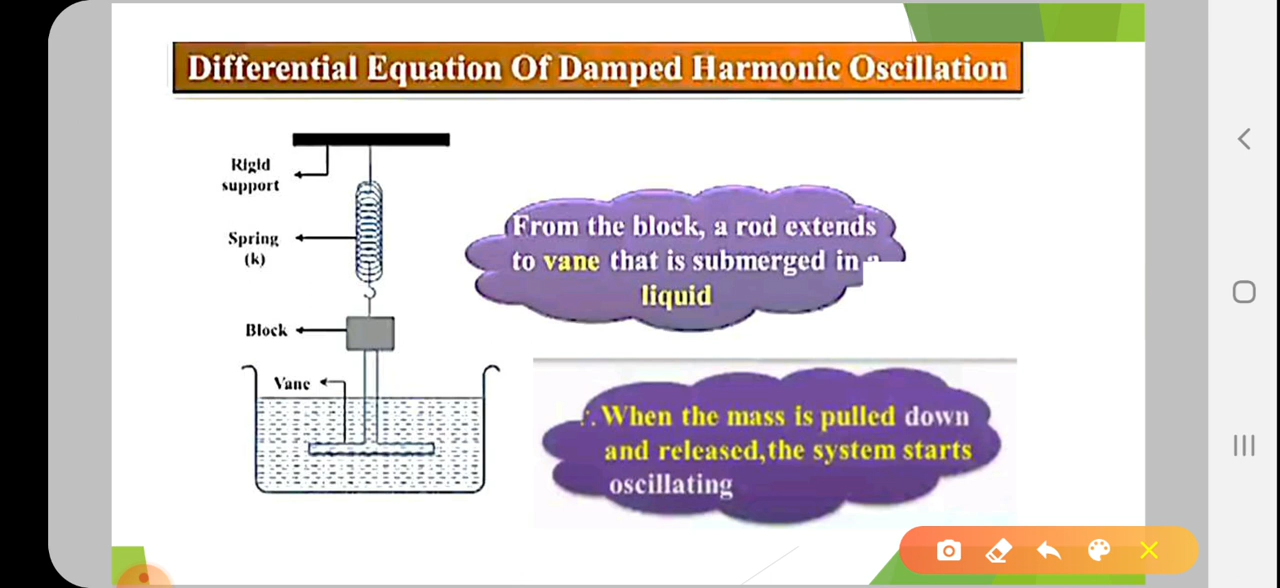 Differential Equation Of Damped Harmonic Oscillation
Rigid
support
Spring
(k)
Block
Vane
From the block, a rod extends
to vane that is submerged in
liquid
∴ When the mass is pulled down
and released,the system starts
oscillating